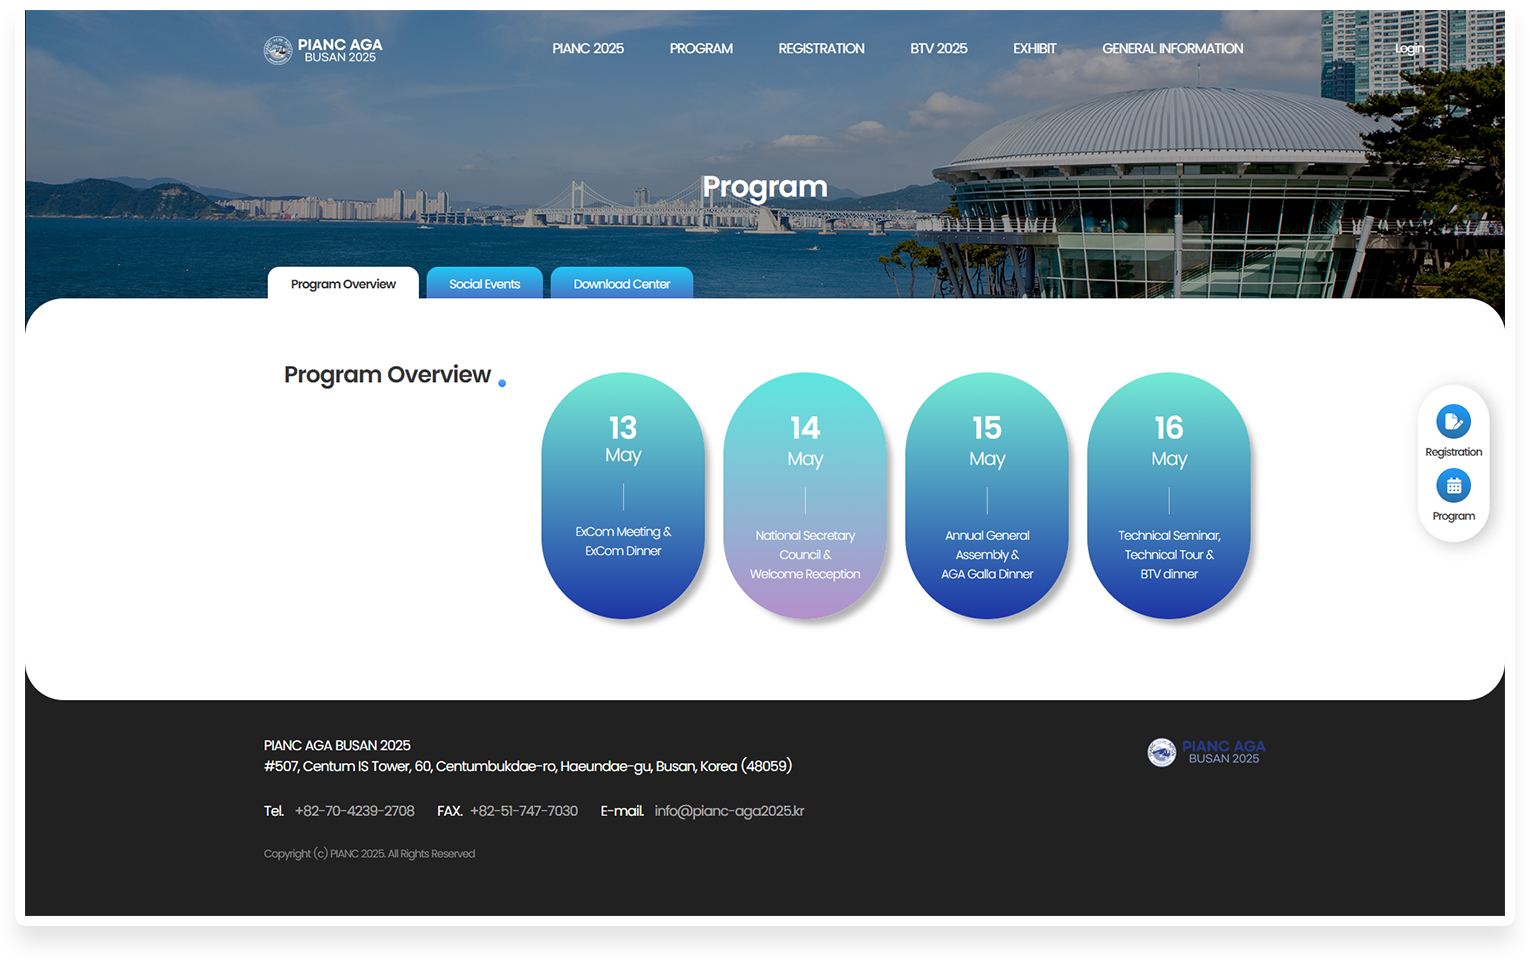 PIANC AGA
BUSAN 2025
PIANC 2025
PROGRAM
REGISTRATION
BTV 2025
EXHIBIT
GENERAL INFORMATION
Login
Program
Program Overview
Social Events
Download Center
Program Overview
13
May
ExCom Meeting &
ExCom Dinner
14
May
National Secretary
Council &
Welcome Reception
15
May
Annual General
Assembly &
AGA Galla Dinner
16
May
Technical Seminar,
Technical Tour &
BTV dinner
Registration
Program
PIANC AGA BUSAN 2025
#507, Centum IS Tower, 60, Centumbukdae-ro, Haeundae-gu, Busan, Korea (48059)
Tel. +82-70-4239-2708 FAX. +82-51-747-7030 E-mail. info@pianc-aga2025.kr
Copyright (c) PIANC 2025. All Rights Reserved
PIANC AGA
BUSAN 2025